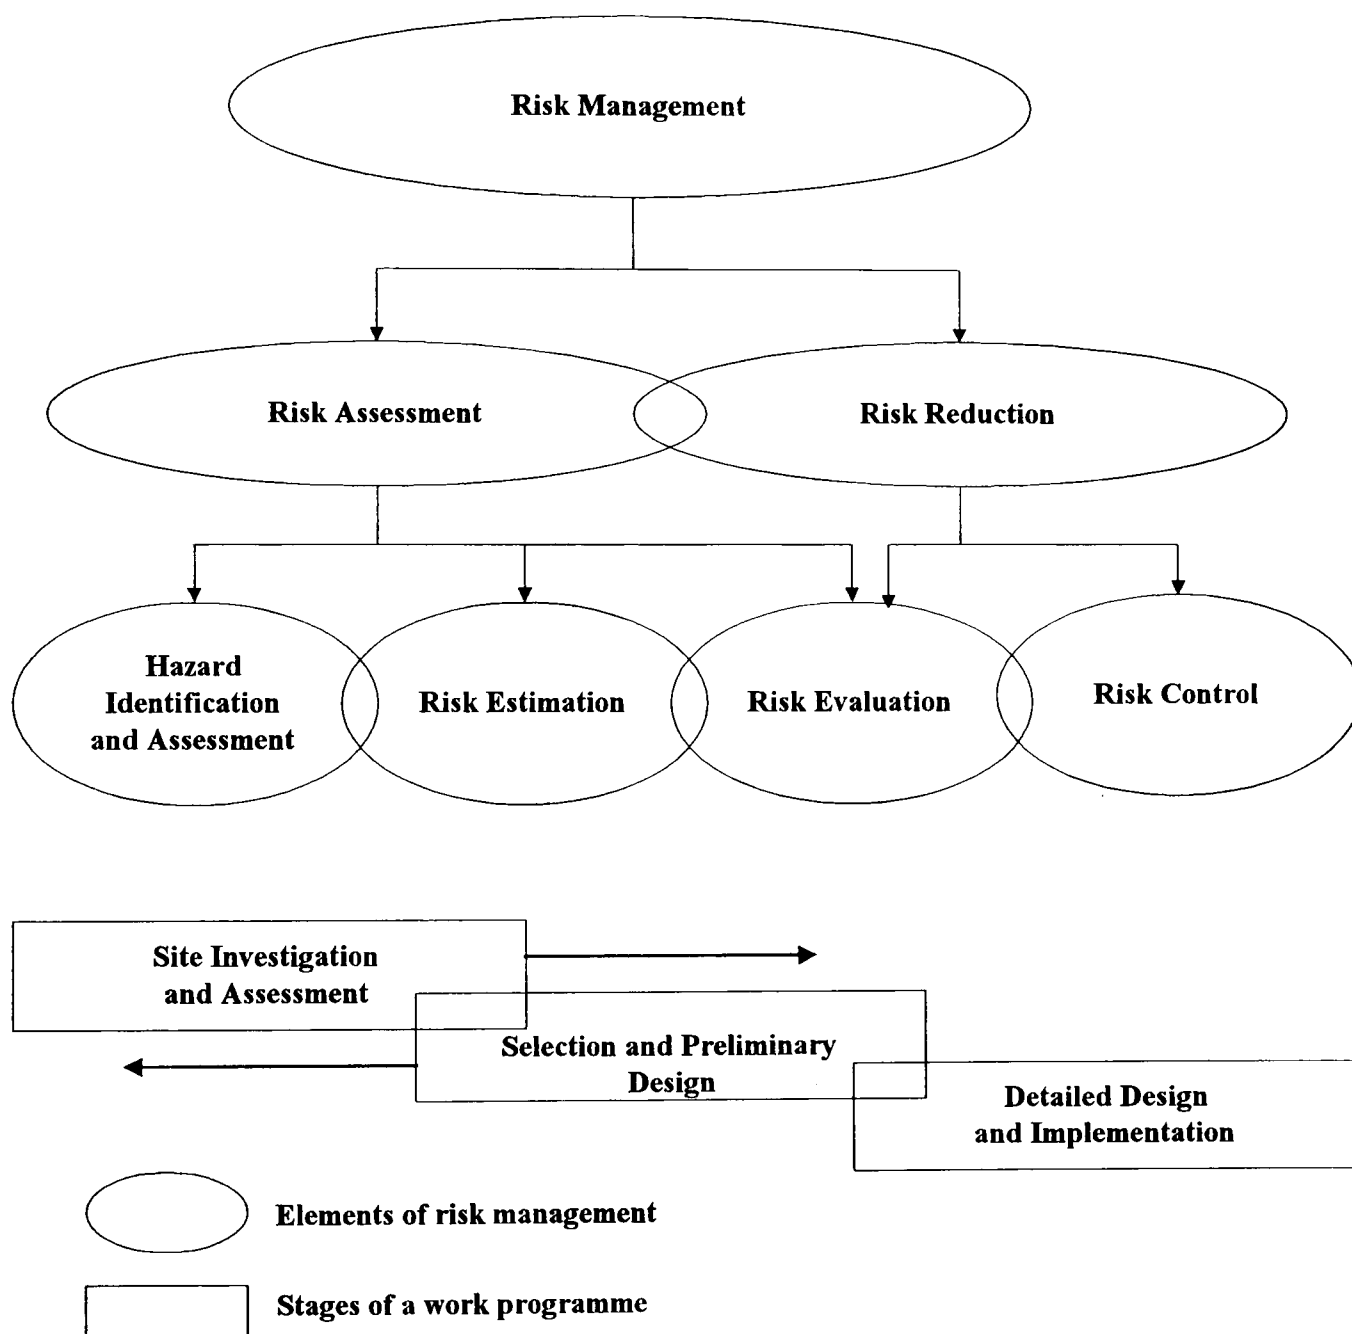 Risk Management
Risk Assessment
Risk Reduction
Hazard
Identification
and Assessment
Risk Estimation
Risk Evaluation
Risk Control
Site Investigation
and Assessment
Selection and Preliminary
Design
Detailed Design
and Implementation
Elements of risk management
Stages of a work programme